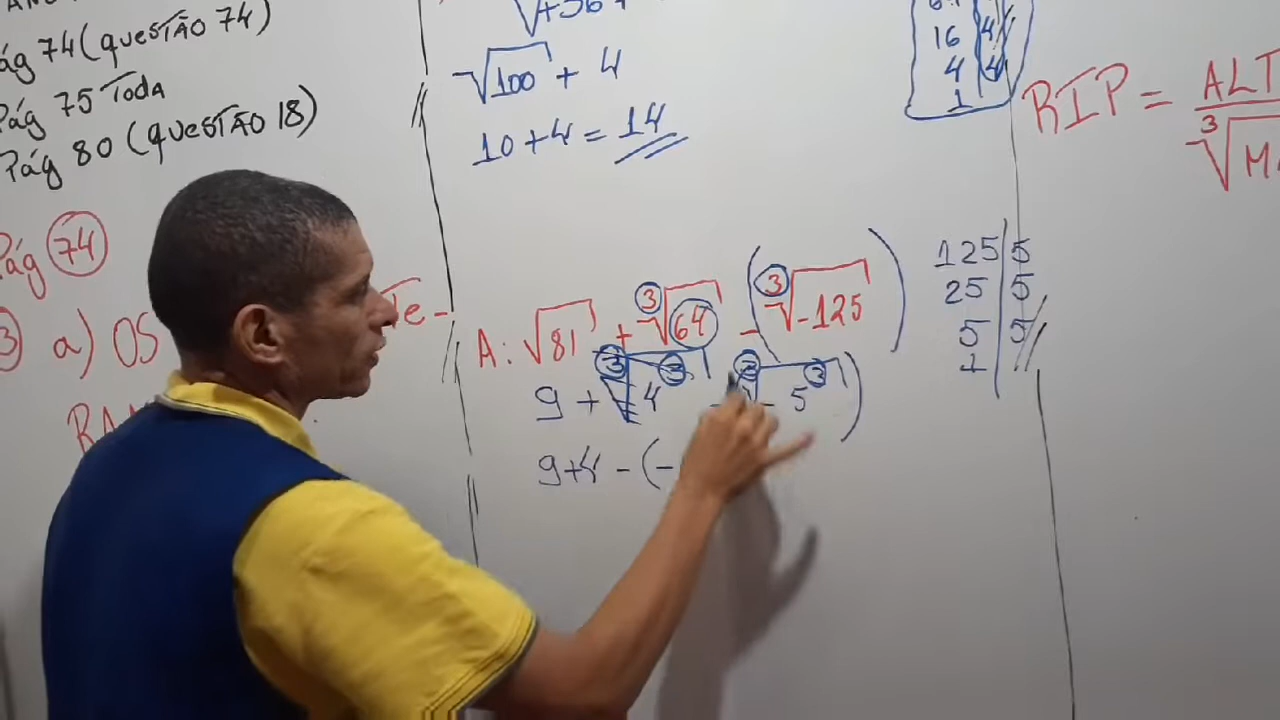 Pág 74 (questão 74)
Pág 75 Toda
Pág 80 (questão 18)
Pág 74
3 a) OS
√100 + 4
10 + 4 = 14
16 4
4 4
1
RIP = ALT
∛M
A: √81 + ∛64 - (∛-125)
9 + ∛4³ - ∛-5³)
9+4 - (-
125 5
25 5
5 5
1